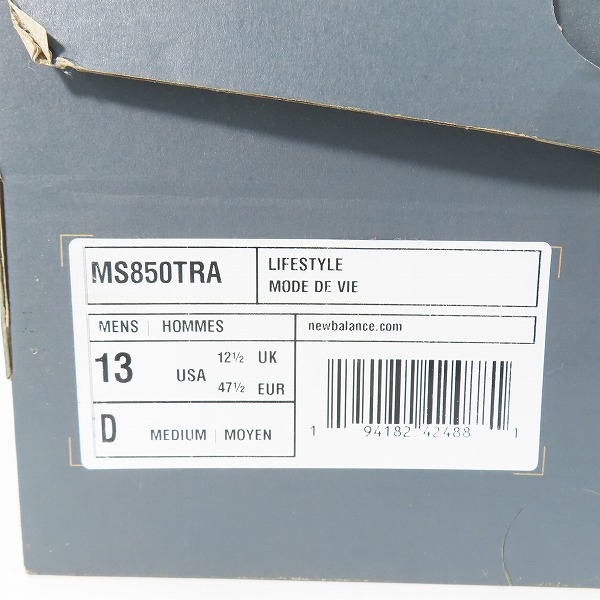 MS850TRA
LIFESTYLE
MODE DE VIE
MENS | HOMMES
newbalance.com
13 USA
12½ UK
47½ EUR
D MEDIUM | MOYEN
1 94182 42488 1